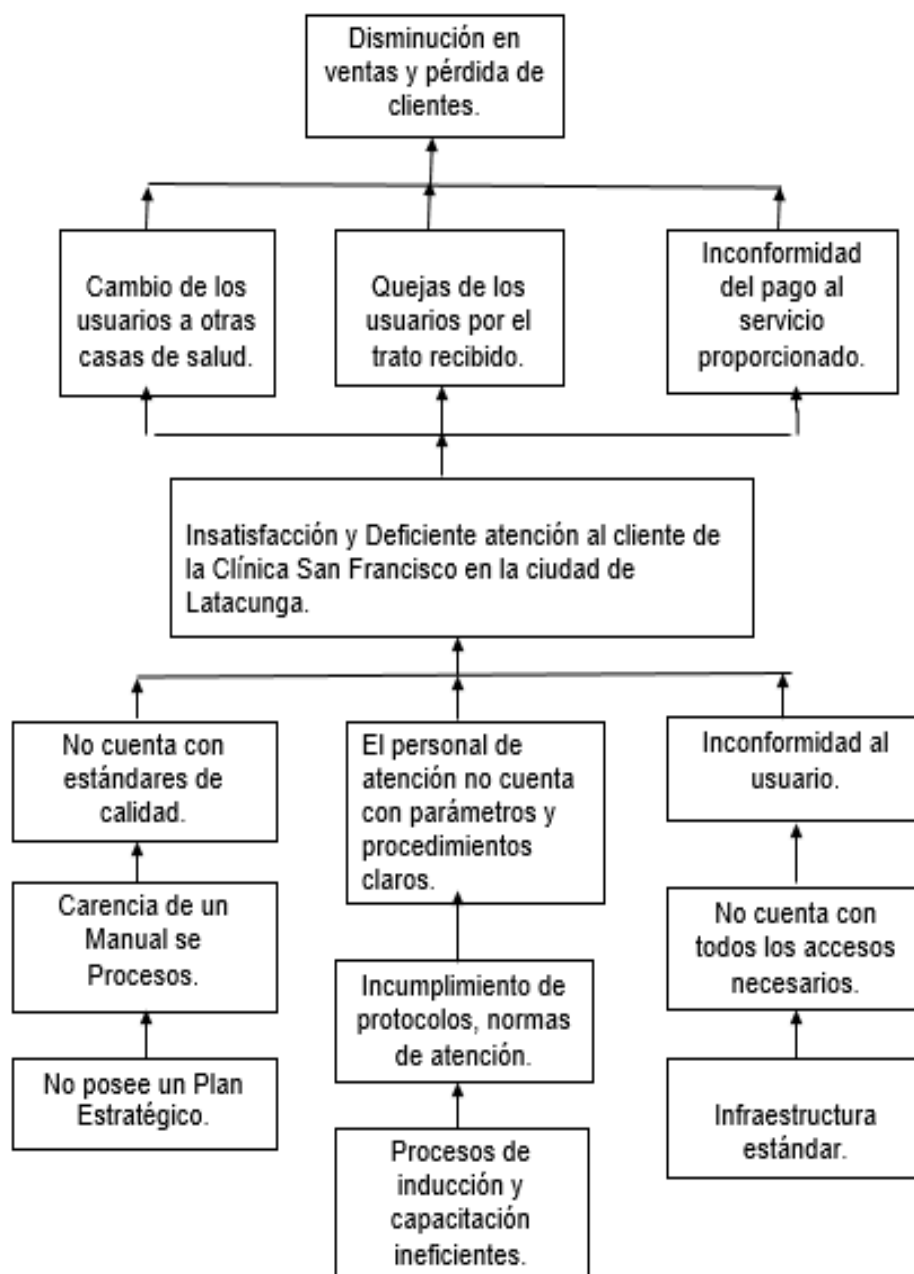 Disminución en
ventas y pérdida de
clientes.
Cambio de los
usuarios a otras
casas de salud.
Quejas de los
usuarios por el
trato recibido.
Inconformidad
del pago al
servicio
proporcionado.
Insatisfacción y Deficiente atención al cliente de
la Clínica San Francisco en la ciudad de
Latacunga.
No cuenta con
estándares de
calidad.
El personal de
atención no cuenta
con parámetros y
procedimientos
claros.
Inconformidad al
usuario.
Carencia de un
Manual se
Procesos.
Incumplimiento de
protocolos, normas
de atención.
No cuenta con
todos los accesos
necesarios.
No posee un Plan
Estratégico.
Procesos de
inducción y
capacitación
ineficientes.
Infraestructura
estándar.